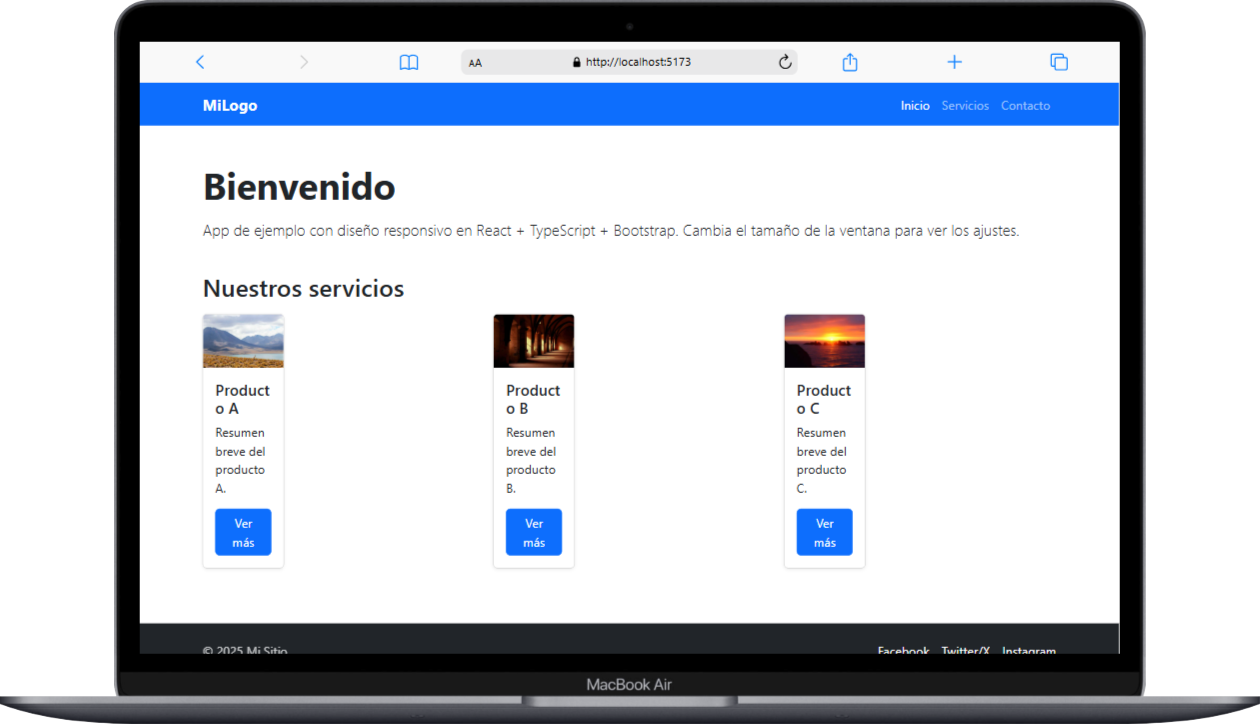 AA
http://localhost:5173
MiLogo
Inicio Servicios Contacto
Bienvenido
App de ejemplo con diseño responsivo en React + TypeScript + Bootstrap. Cambia el tamaño de la ventana para ver los ajustes.
Nuestros servicios
Product
o A
Resumen
breve del
producto
A.
Ver
más
Product
o B
Resumen
breve del
producto
B.
Ver
más
Product
o C
Resumen
breve del
producto
C.
Ver
más
© 2025 Mi Sitio
Facebook Twitter/X Instagram
MacBook Air